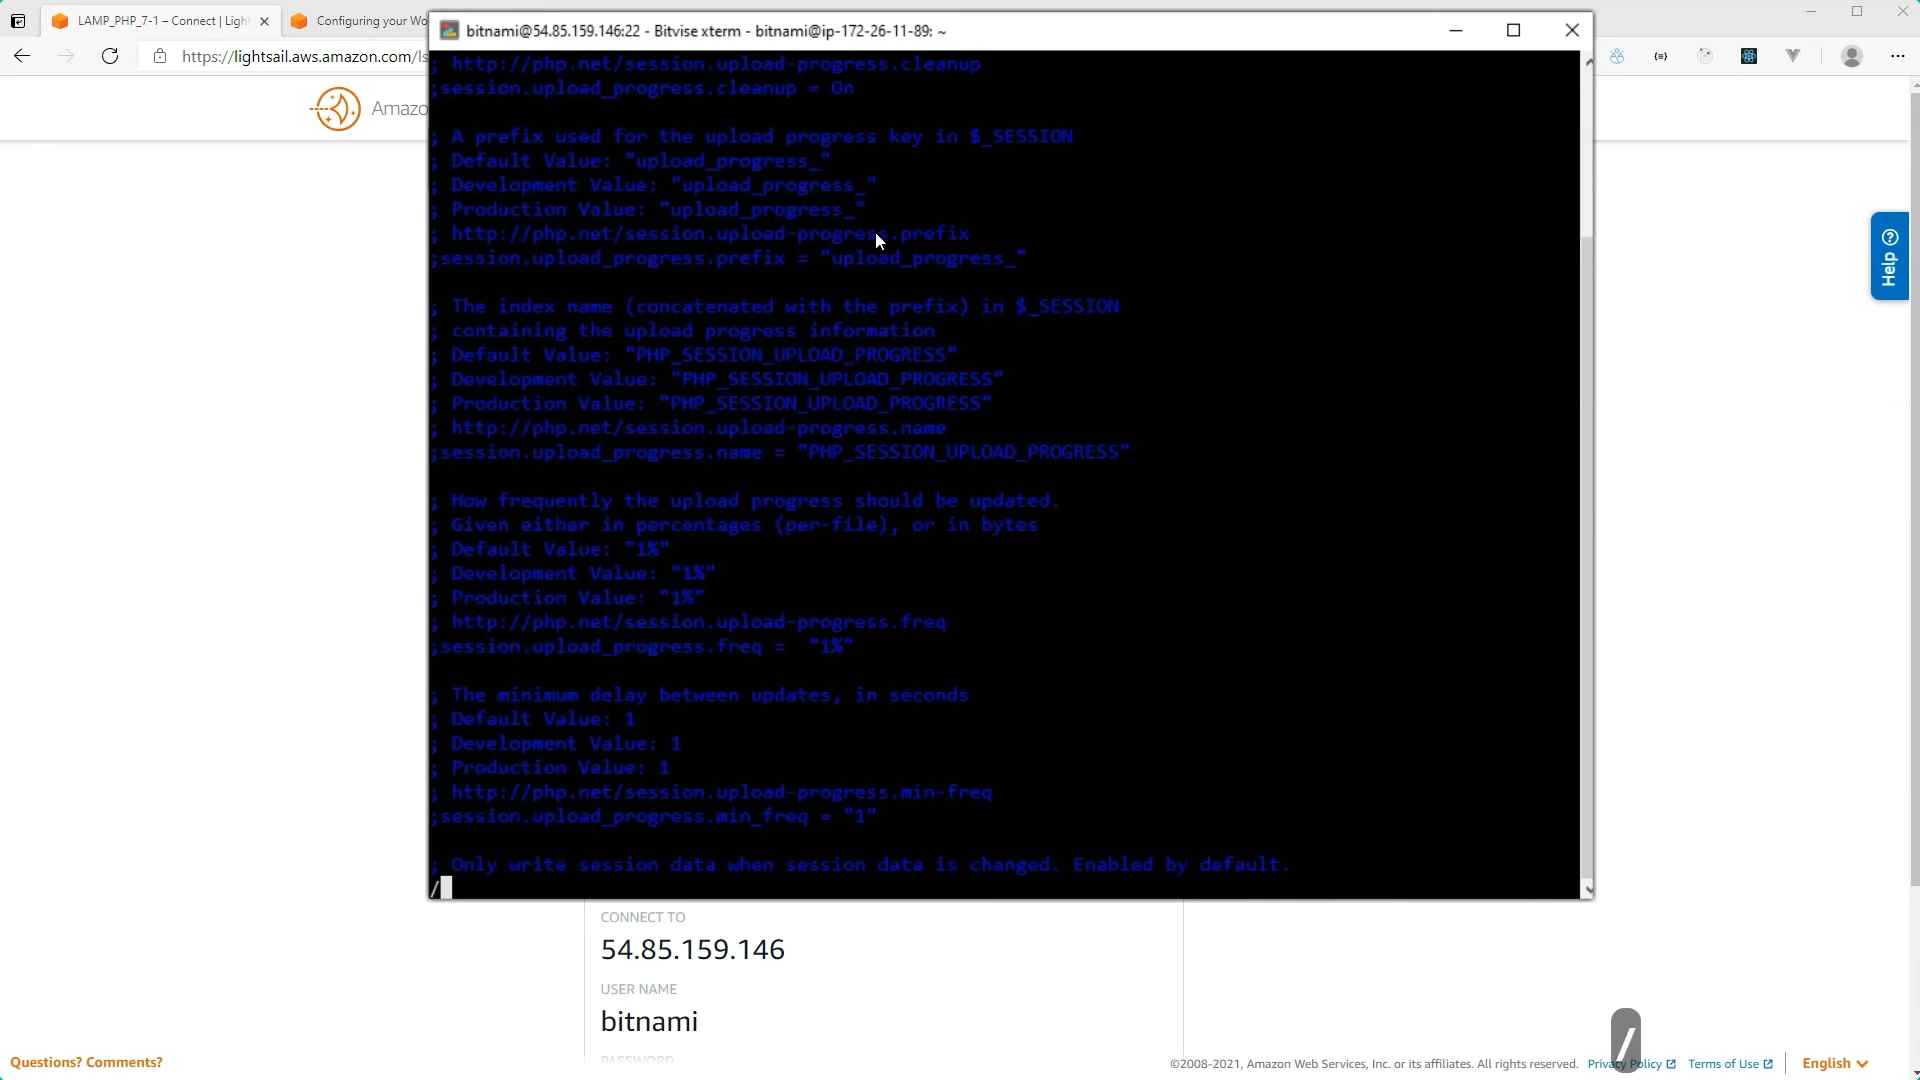 LAMP_PHP_7-1 – Connect | Ligh
Configuring your Wo
https://lightsail.aws.amazon.com/ls
Amazo
bitnami@54.85.159.146:22 - Bitvise xterm - bitnami@ip-172-26-11-89: ~
; http://php.net/session.upload-progress.cleanup
;session.upload_progress.cleanup = On
; A prefix used for the upload progress key in $_SESSION
; Default Value: "upload_progress_"
; Development Value: "upload_progress_"
; Production Value: "upload_progress_"
; http://php.net/session.upload-progress.prefix
;session.upload_progress.prefix = "upload_progress_"
; The index name (concatenated with the prefix) in $_SESSION
; containing the upload progress information
; Default Value: "PHP_SESSION_UPLOAD_PROGRESS"
; Development Value: "PHP_SESSION_UPLOAD_PROGRESS"
; Production Value: "PHP_SESSION_UPLOAD_PROGRESS"
; http://php.net/session.upload-progress.name
;session.upload_progress.name = "PHP_SESSION_UPLOAD_PROGRESS"
; How frequently the upload progress should be updated.
; Given either in percentages (per-file), or in bytes
; Default Value: "1%"
; Development Value: "1%"
; Production Value: "1%"
; http://php.net/session.upload-progress.freq
;session.upload_progress.freq =  "1%"
; The minimum delay between updates, in seconds
; Default Value: 1
; Development Value: 1
; Production Value: 1
; http://php.net/session.upload-progress.min-freq
;session.upload_progress.min_freq = "1"
; Only write session data when session data is changed. Enabled by default.
/
Help
CONNECT TO
54.85.159.146
USER NAME
bitnami
PASSWORD
/
Questions? Comments?
©2008-2021, Amazon Web Services, Inc. or its affiliates. All rights reserved.
Privacy Policy
Terms of Use
English